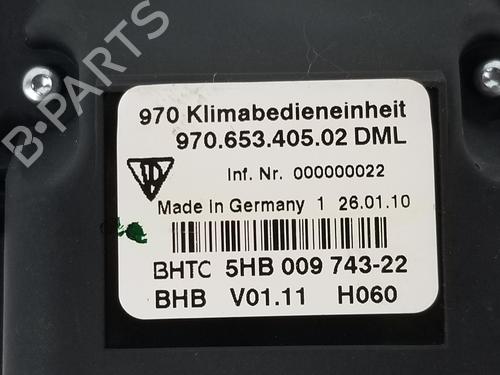 970 Klimabedieneinheit
970.653.405.02 DML
Inf. Nr. 000000022
Made in Germany 1 26.01.10
BHTC 5HB 009 743-22
BHB V01.11 H060
B-PARTS